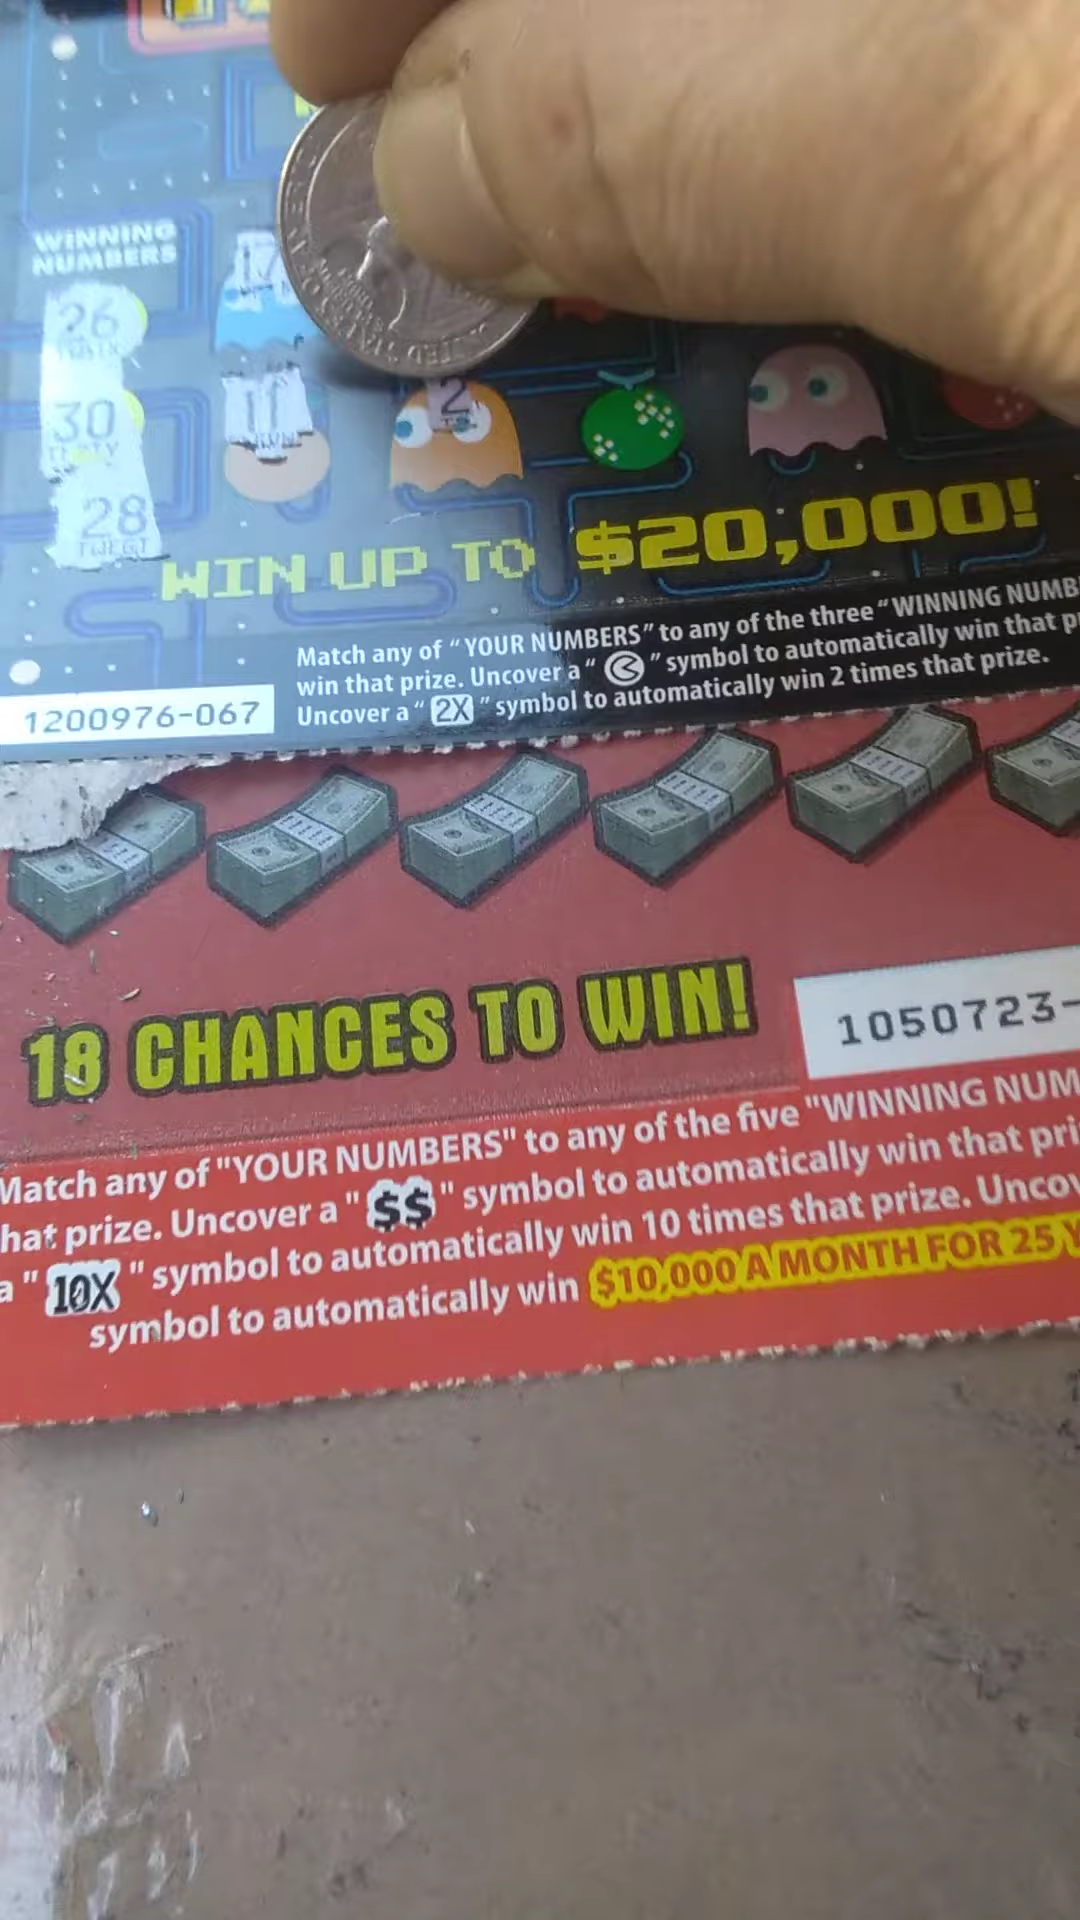 WINNING
NUMBERS
17
26
30
11
2
28
WIN UP TO $20,000!
Match any of "YOUR NUMBERS" to any of the three "WINNING NUMB
win that prize. Uncover a " " symbol to automatically win that pr
Uncover a " 2X " symbol to automatically win 2 times that prize.
1200976-067
18 CHANCES TO WIN!
1050723-
Match any of "YOUR NUMBERS" to any of the five "WINNING NUM
hat prize. Uncover a " $$ " symbol to automatically win that pri
a " 10X " symbol to automatically win 10 times that prize. Uncov
symbol to automatically win $10,000 A MONTH FOR 25 Y